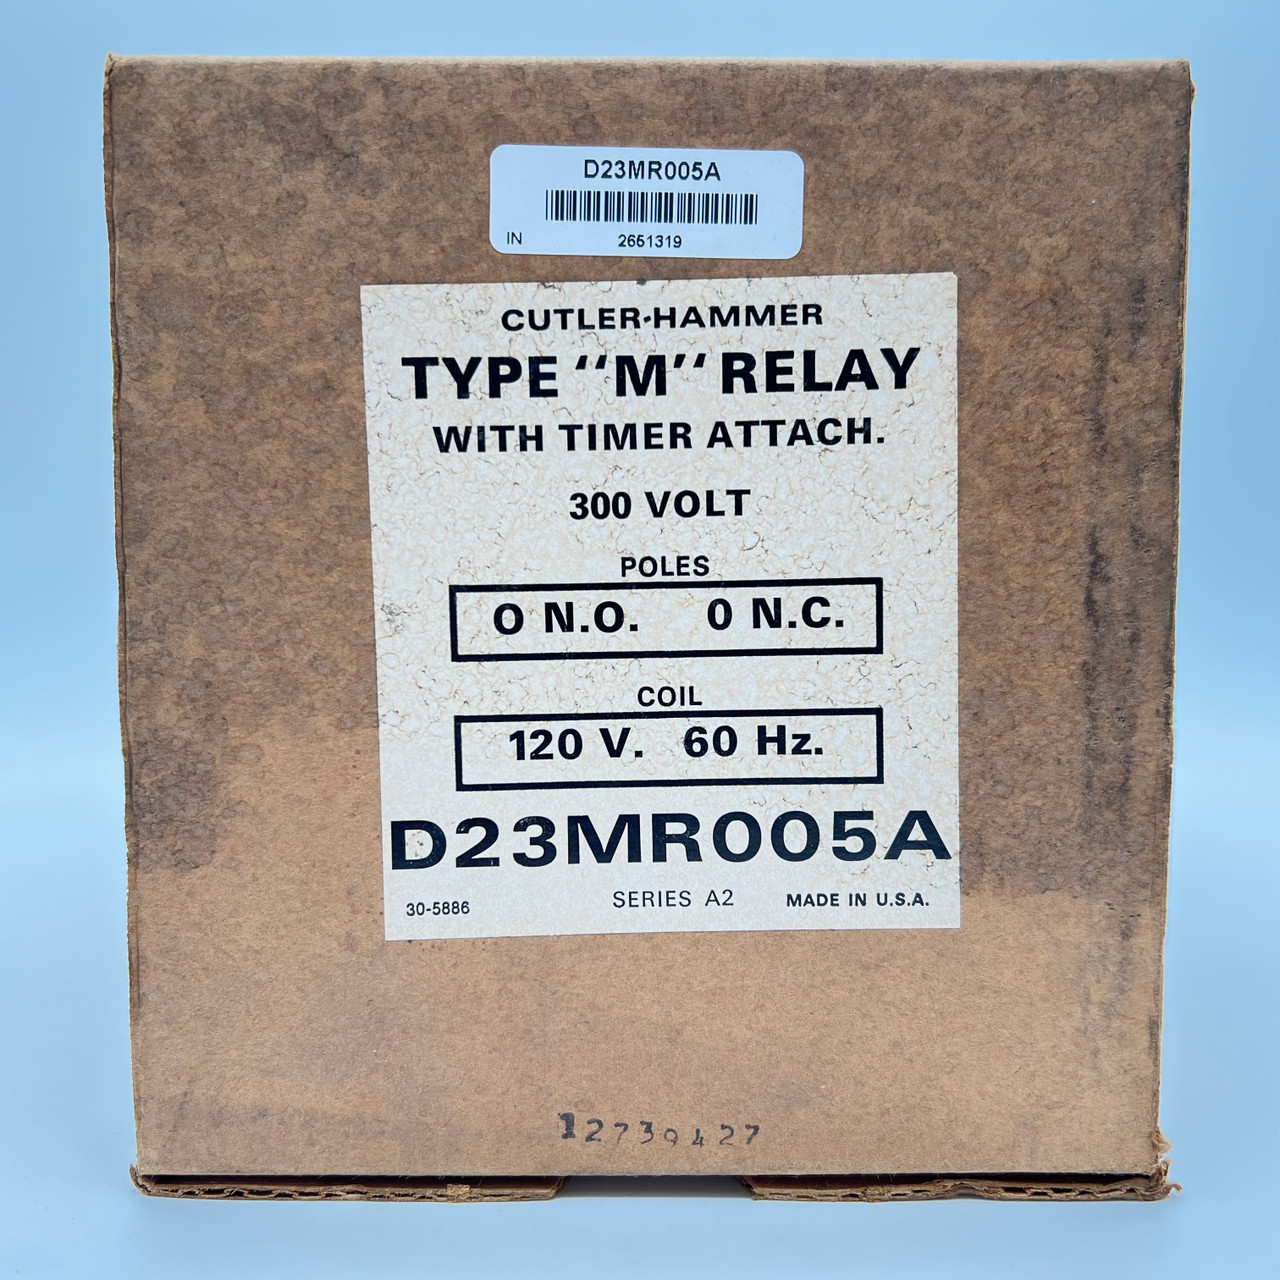 D23MR005A
IN 2651319
CUTLER-HAMMER
TYPE "M" RELAY
WITH TIMER ATTACH.
300 VOLT
POLES
0 N.O. 0 N.C.
COIL
120 V. 60 Hz.
D23MR005A
30-5886 SERIES A2 MADE IN U.S.A.
12730427